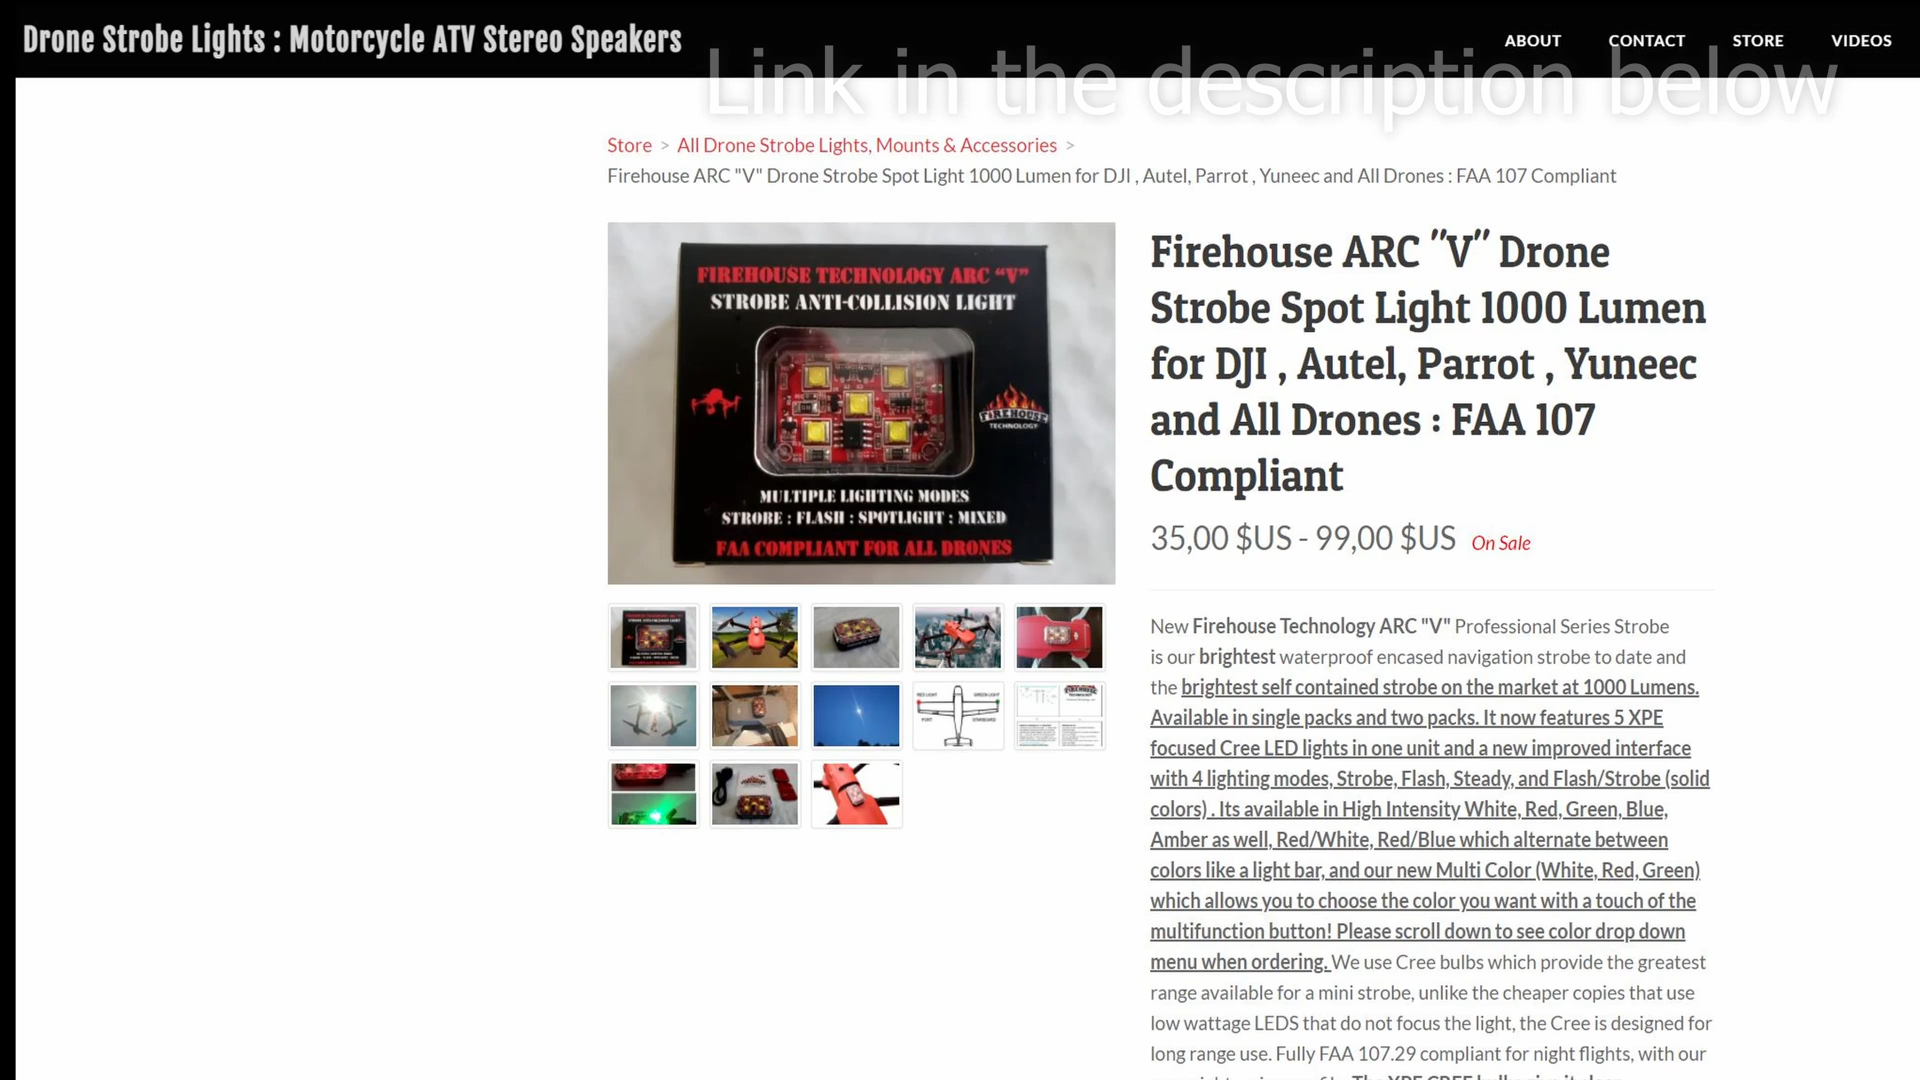 Drone Strobe Lights : Motorcycle ATV Stereo Speakers
ABOUT CONTACT STORE VIDEOS
Link in the description below
Store > All Drone Strobe Lights, Mounts & Accessories >
Firehouse ARC "V" Drone Strobe Spot Light 1000 Lumen for DJI , Autel, Parrot , Yuneec and All Drones : FAA 107 Compliant
FIREHOUSE TECHNOLOGY ARC “V”
STROBE ANTI-COLLISION LIGHT
FIREHOUSE
TECHNOLOGY
MULTIPLE LIGHTING MODES
STROBE : FLASH : SPOTLIGHT : MIXED
FAA COMPLIANT FOR ALL DRONES
RED LIGHT GREEN LIGHT
PORT STARBOARD
Firehouse ARC "V" Drone
Strobe Spot Light 1000 Lumen
for DJI , Autel, Parrot , Yuneec
and All Drones : FAA 107
Compliant
35,00 $US - 99,00 $US On Sale
New Firehouse Technology ARC "V" Professional Series Strobe
is our brightest waterproof encased navigation strobe to date and
the brightest self contained strobe on the market at 1000 Lumens.
Available in single packs and two packs. It now features 5 XPE
focused Cree LED lights in one unit and a new improved interface
with 4 lighting modes, Strobe, Flash, Steady, and Flash/Strobe (solid
colors) . Its available in High Intensity White, Red, Green, Blue,
Amber as well, Red/White, Red/Blue which alternate between
colors like a light bar, and our new Multi Color (White, Red, Green)
which allows you to choose the color you want with a touch of the
multifunction button! Please scroll down to see color drop down
menu when ordering. We use Cree bulbs which provide the greatest
range available for a mini strobe, unlike the cheaper copies that use
low wattage LEDS that do not focus the light, the Cree is designed for
long range use. Fully FAA 107.29 compliant for night flights, with our